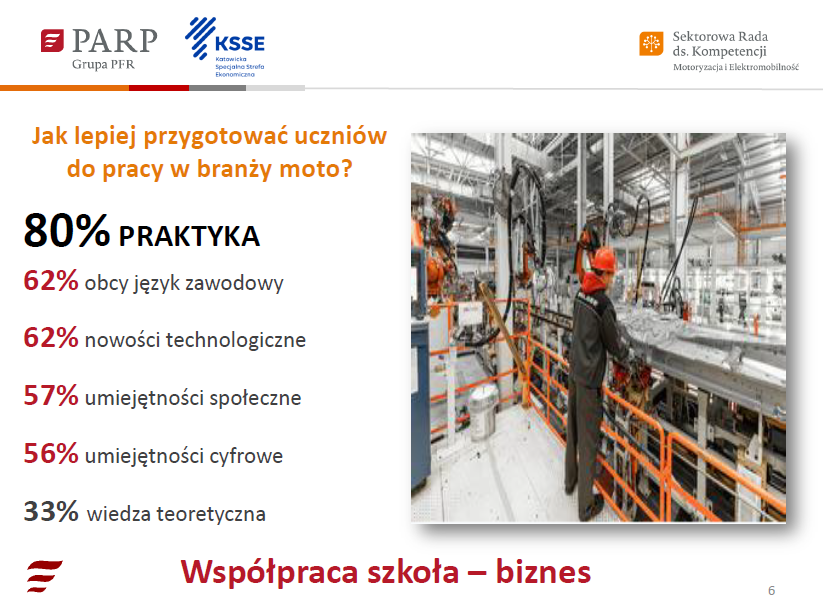 PARP
Grupa PFR
KSSE
Katowicka
Specjalna Strefa
Ekonomiczna
Sektorowa Rada
ds. Kompetencji
Motoryzacja i Elektromobilność
Jak lepiej przygotować uczniów
do pracy w branży moto?
80% PRAKTYKA
62% obcy język zawodowy
62% nowości technologiczne
57% umiejętności społeczne
56% umiejętności cyfrowe
33% wiedza teoretyczna
Współpraca szkoła – biznes
6